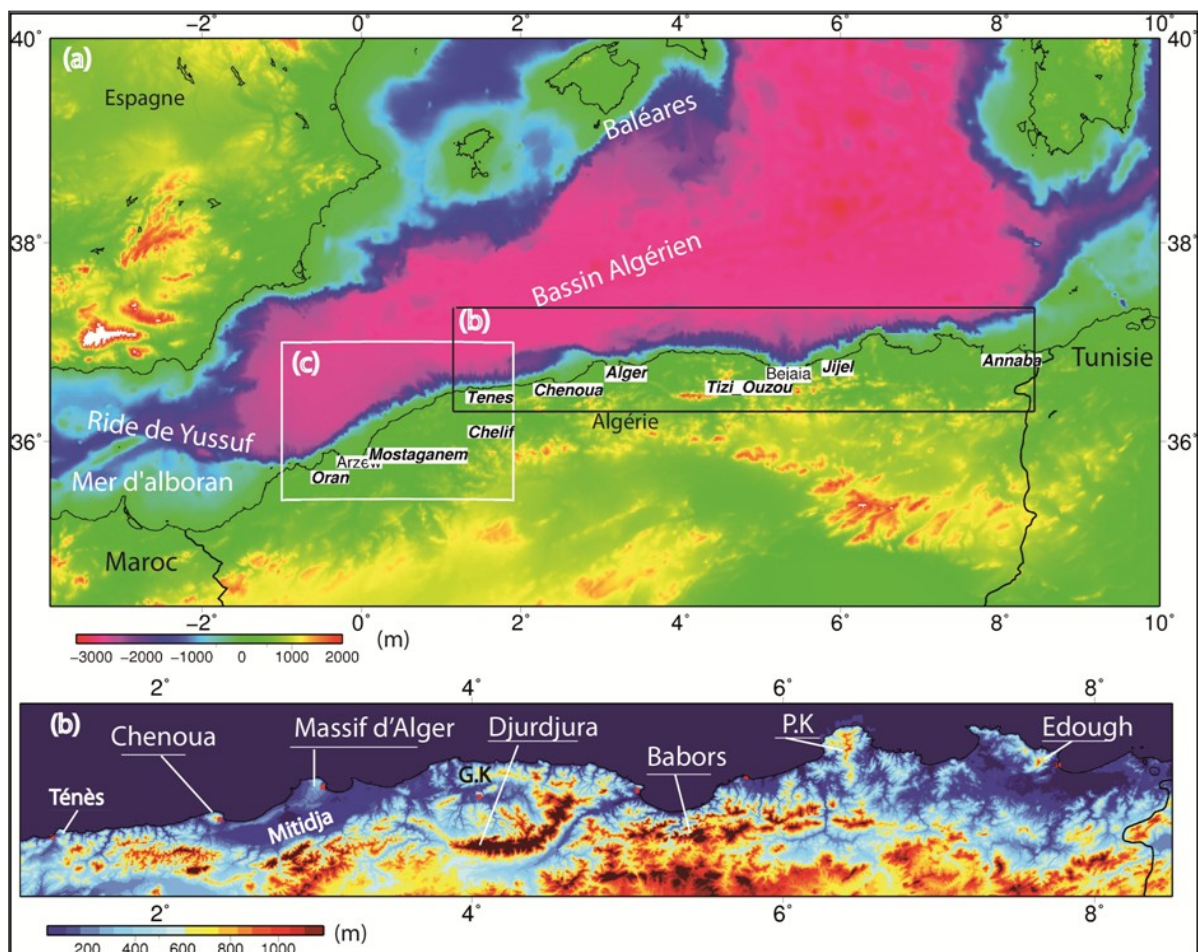 −2° 0° 2° 4° 6° 8° 10°
40° 40°
(a)
Espagne
Baléares
38° 38°
Bassin Algérien
(b)
(c)
Tunisie
Annaba
Jijel
Bejaia
Alger
Tizi_Ouzou
Chenoua
Tenes
Algérie
Ride de Yussuf
Chelif
36° 36°
Mostaganem
Arzew
Oran
Mer d'alboran
Maroc
−2° 0° 2° 4° 6° 8° 10°
(m)
−3000 −2000 −1000 0 1000 2000
2° 4° 6° 8°
(b)
Chenoua
Massif d'Alger
Djurdjura
P.K
Edough
Babors
G.K
Ténès
Mitidja
2° 4° 6° 8°
(m)
200 400 600 800 1000